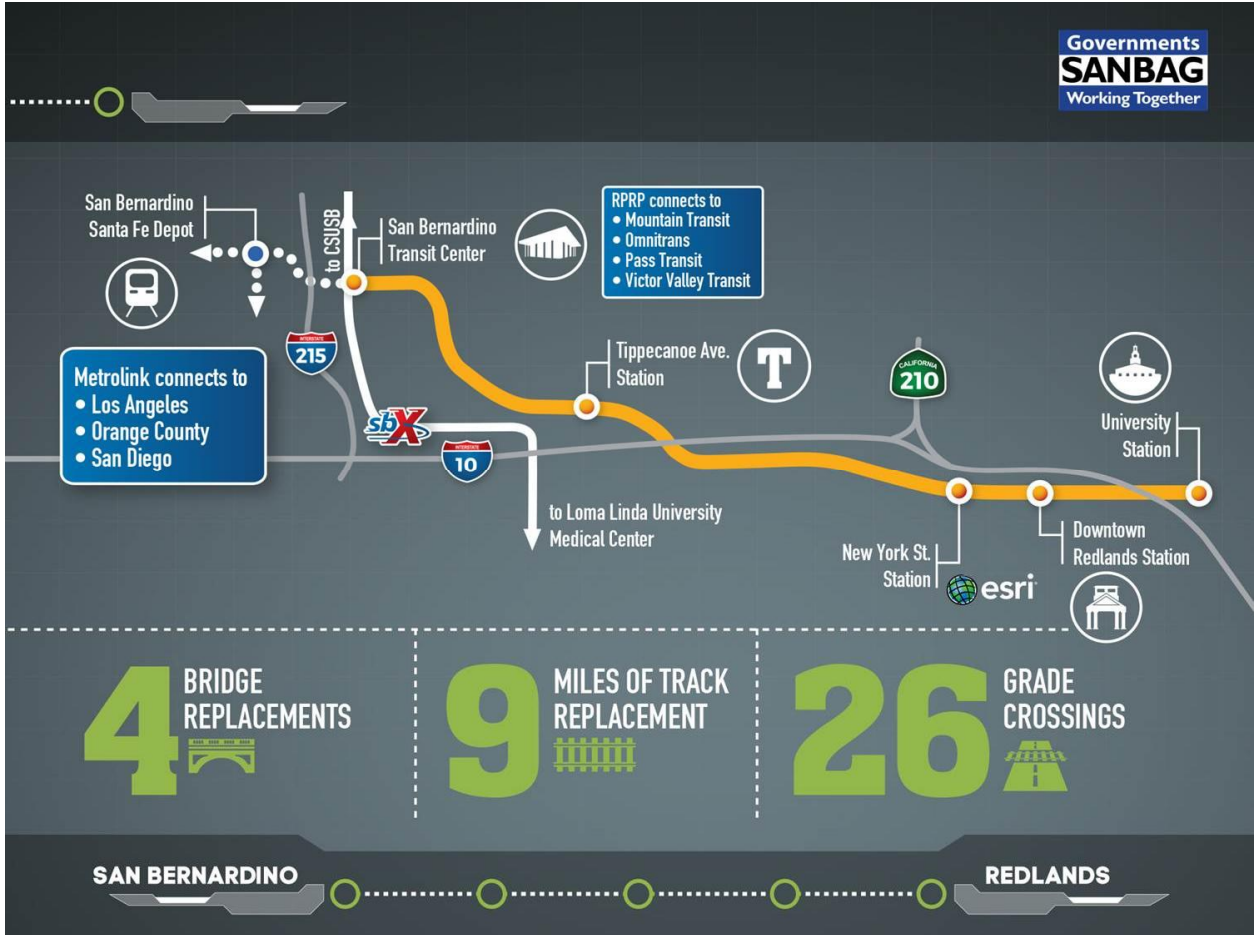 Governments
SANBAG
Working Together
San Bernardino
Santa Fe Depot
to CSUSB
San Bernardino
Transit Center
RPRP connects to
• Mountain Transit
• Omnitrans
• Pass Transit
• Victor Valley Transit
INTERSTATE
215
Metrolink connects to
• Los Angeles
• Orange County
• San Diego
Tippecanoe Ave.
Station
T
CALIFORNIA
210
University
Station
sbX
INTERSTATE
10
to Loma Linda University
Medical Center
New York St.
Station
esri
Downtown
Redlands Station
4 BRIDGE
REPLACEMENTS
9 MILES OF TRACK
REPLACEMENT
26 GRADE
CROSSINGS
SAN BERNARDINO
REDLANDS